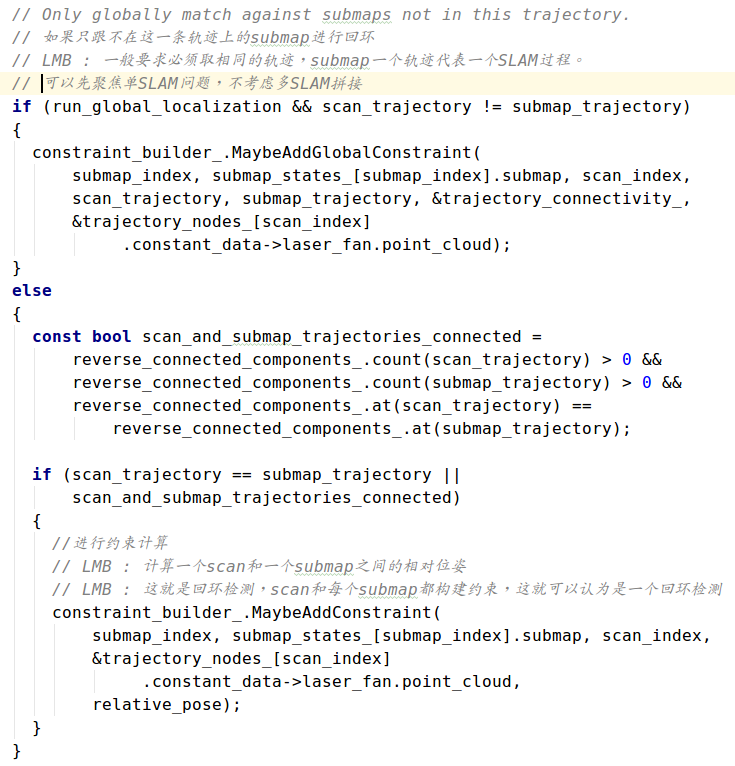 // Only globally match against submaps not in this trajectory.
// 如果只跟不在这一条轨迹上的submap进行回环
// LMB : 一般要求必须取相同的轨迹，submap一个轨迹代表一个SLAM过程。
// 可以先聚焦单SLAM问题，不考虑多SLAM拼接
if (run_global_localization && scan_trajectory != submap_trajectory)
{
  constraint_builder_.MaybeAddGlobalConstraint(
      submap_index, submap_states_[submap_index].submap, scan_index,
      scan_trajectory, submap_trajectory, &trajectory_connectivity_,
      &trajectory_nodes_[scan_index]
           .constant_data->laser_fan.point_cloud);
}
else
{
  const bool scan_and_submap_trajectories_connected =
      reverse_connected_components_.count(scan_trajectory) > 0 &&
      reverse_connected_components_.count(submap_trajectory) > 0 &&
      reverse_connected_components_.at(scan_trajectory) ==
          reverse_connected_components_.at(submap_trajectory);
  if (scan_trajectory == submap_trajectory ||
      scan_and_submap_trajectories_connected)
  {
    //进行约束计算
    // LMB : 计算一个scan和一个submap之间的相对位姿
    // LMB : 这就是回环检测，scan和每个submap都构建约束，这就可以认为是一个回环检测
    constraint_builder_.MaybeAddConstraint(
        submap_index, submap_states_[submap_index].submap, scan_index,
        &trajectory_nodes_[scan_index]
             .constant_data->laser_fan.point_cloud,
        relative_pose);
  }
}